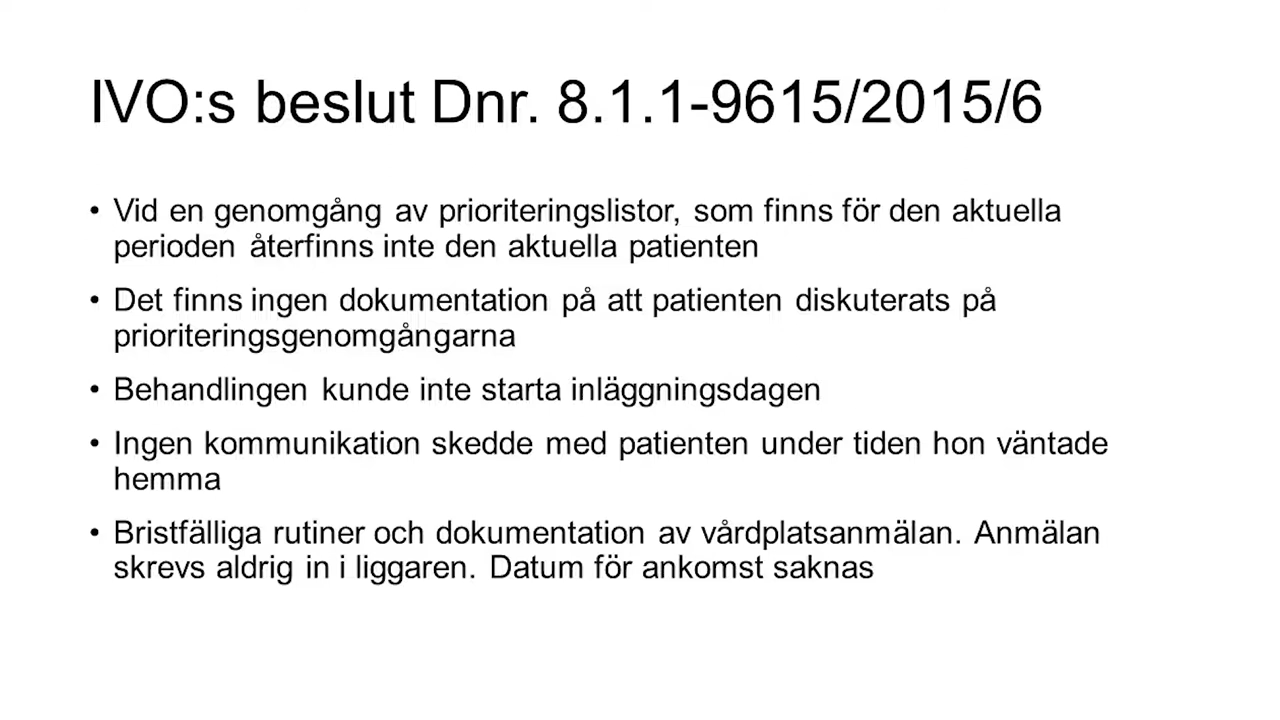 IVO:s beslut Dnr. 8.1.1-9615/2015/6
• Vid en genomgång av prioriteringslistor, som finns för den aktuella
perioden återfinns inte den aktuella patienten
• Det finns ingen dokumentation på att patienten diskuterats på
prioriteringsgenomgångarna
• Behandlingen kunde inte starta inläggningsdagen
• Ingen kommunikation skedde med patienten under tiden hon väntade
hemma
• Bristfälliga rutiner och dokumentation av vårdplatsanmälan. Anmälan
skrevs aldrig in i liggaren. Datum för ankomst saknas